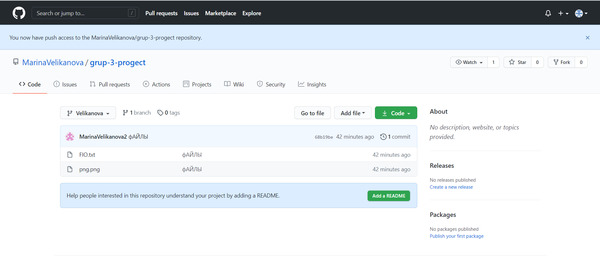 Search or jump to... /
Pull requests Issues Marketplace Explore
You now have push access to the MarinaVelikanova/grup-3-progect repository.
MarinaVelikanova / grup-3-progect
Watch 1 Star 0 Fork 0
Code Issues Pull requests Actions Projects Wiki Security Insights
Velikanova 1 branch 0 tags Go to file Add file Code
MarinaVelikanova2 фАЙЛЫ 42 minutes ago 1 commit
FIO.txt фАЙЛЫ 42 minutes ago
png.png фАЙЛЫ 42 minutes ago
Help people interested in this repository understand your project by adding a README. Add a README
About
No description, website, or topics
provided.
Releases
No releases published
Create a new release
Packages
No packages published
Publish your first package